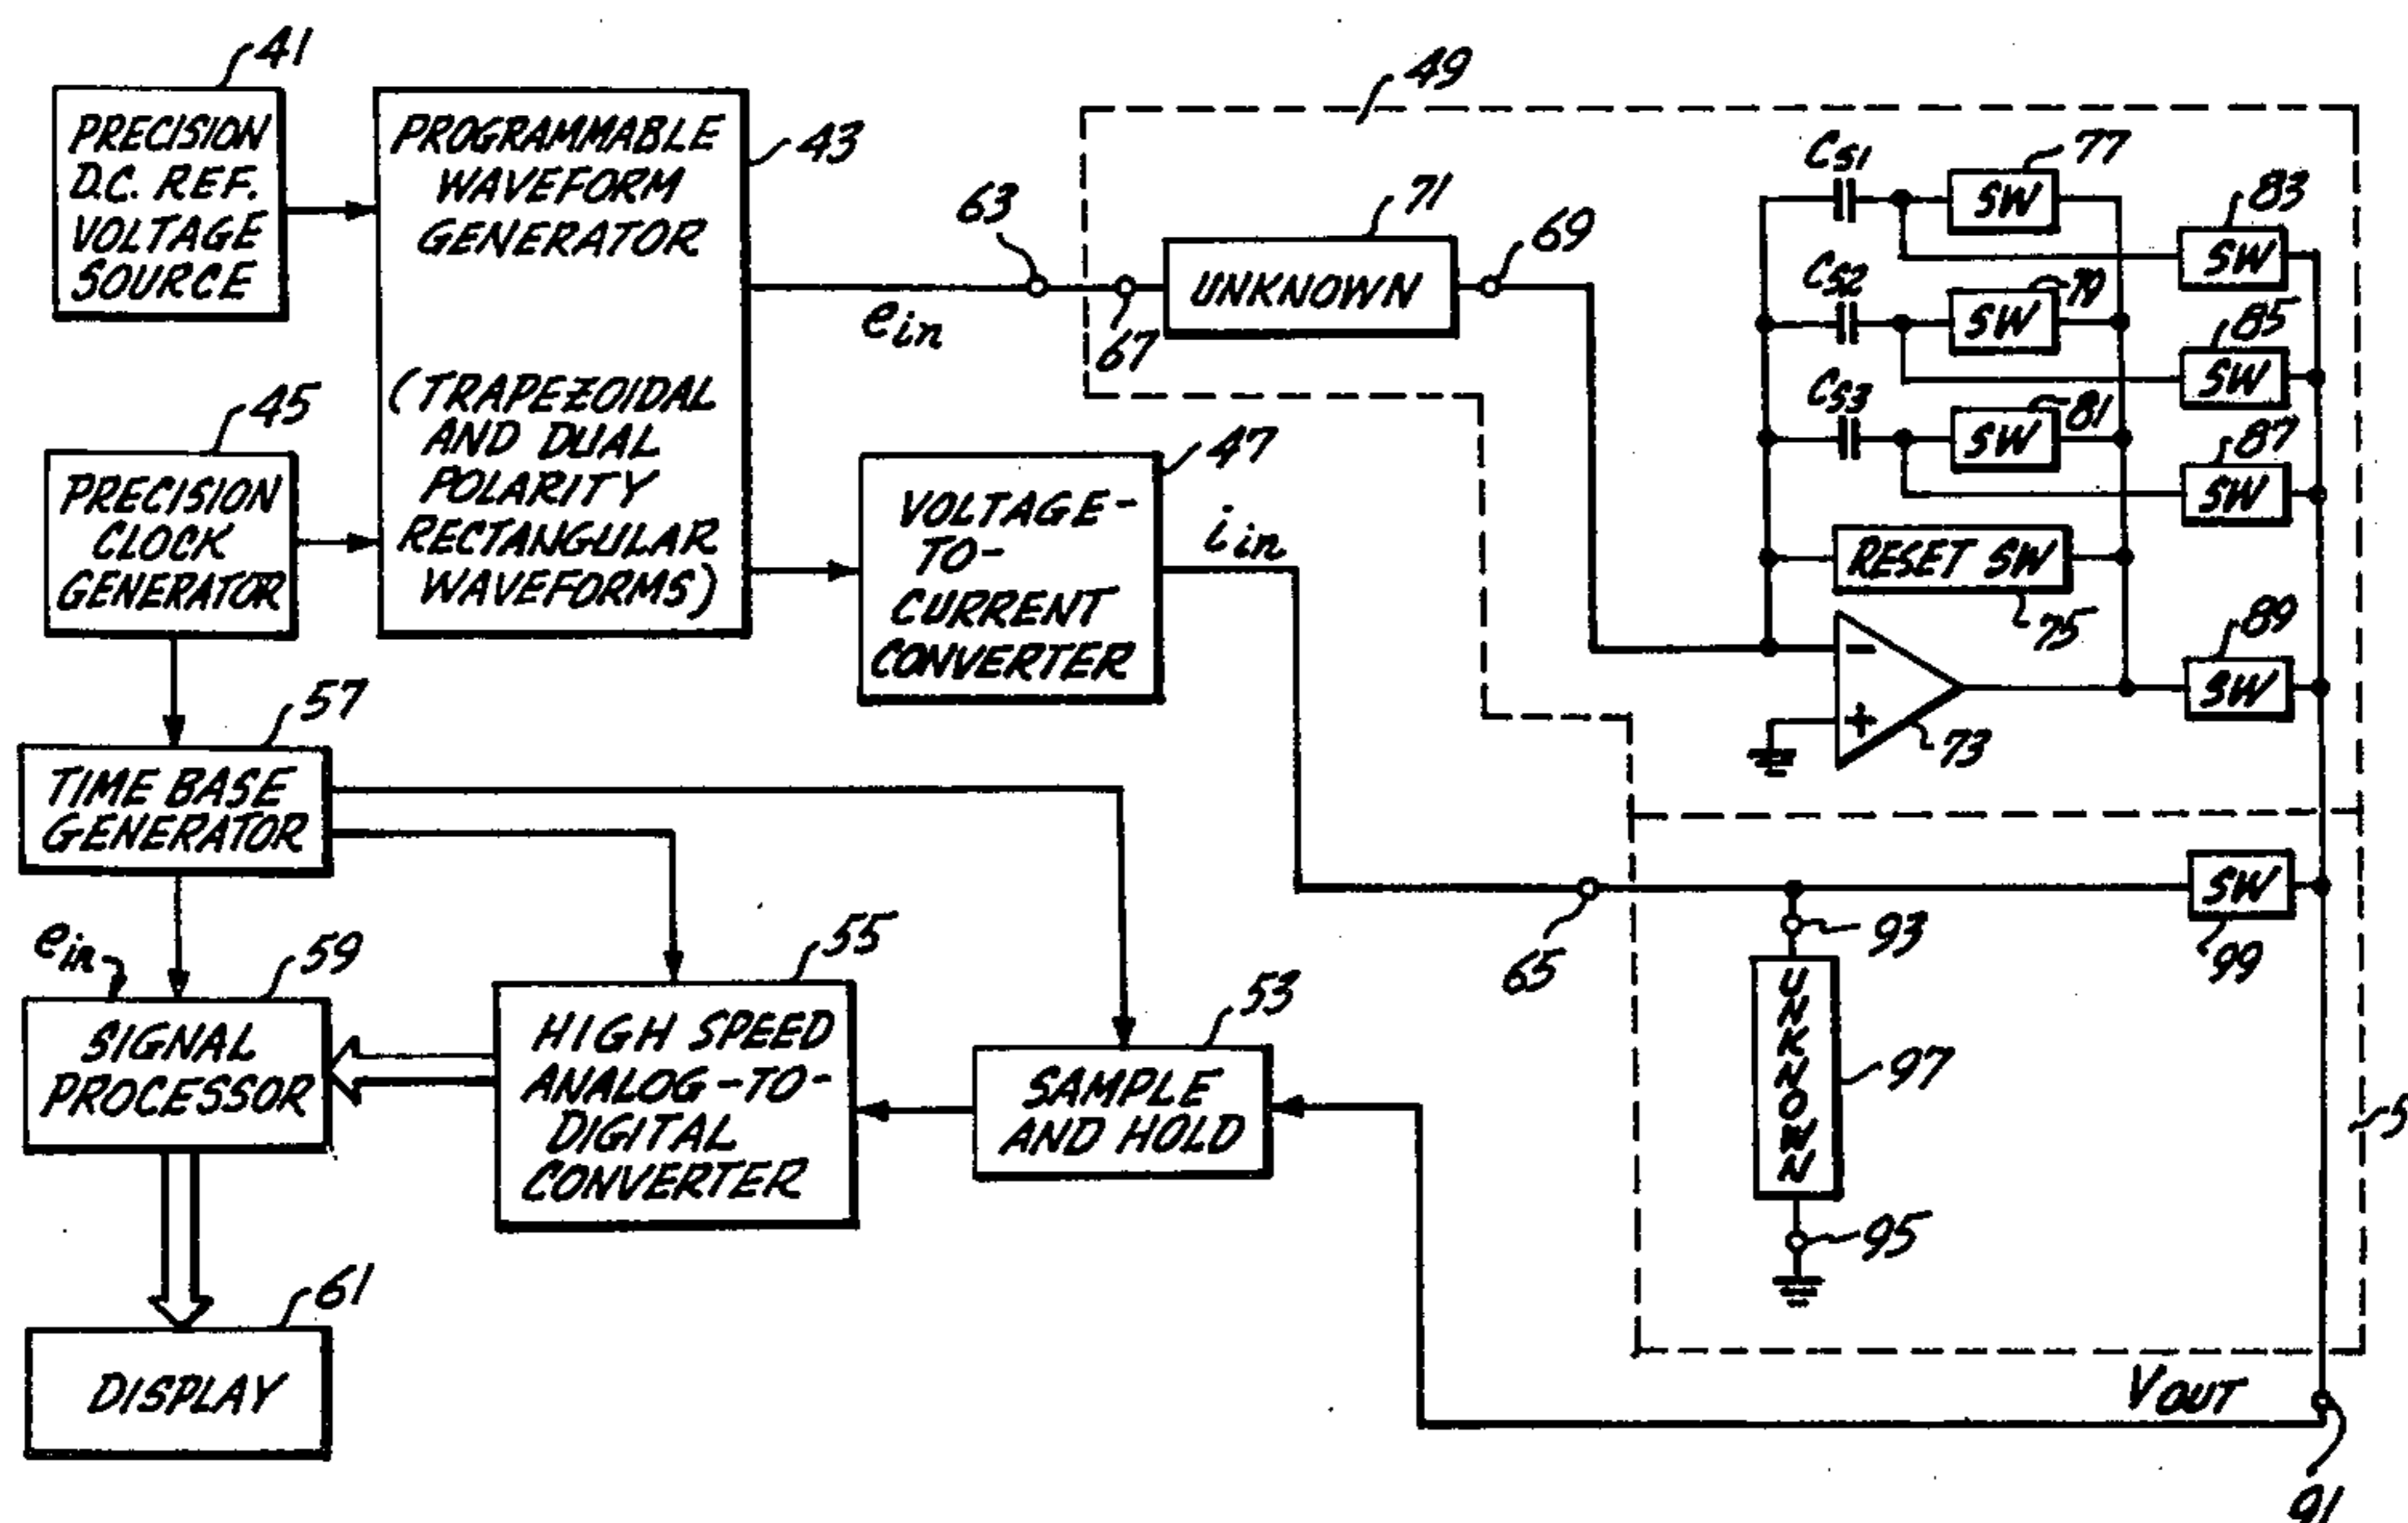 41
PRECISION
D.C. REF.
VOLTAGE
SOURCE
PROGRAMMABLE
WAVEFORM
GENERATOR
(TRAPEZOIDAL
AND DUAL
POLARITY
RECTANGULAR
WAVEFORMS)
43
45
PRECISION
CLOCK
GENERATOR
63
ein
67
49
71
UNKNOWN
69
47
VOLTAGE-
TO-
CURRENT
CONVERTER
iin
CS1
SW
77
CS2
SW
79
CS3
SW
81
SW
83
SW
85
SW
87
RESET SW
75
-
+
73
SW
89
57
TIME BASE
GENERATOR
ein
59
SIGNAL
PROCESSOR
55
HIGH SPEED
ANALOG-TO-
DIGITAL
CONVERTER
53
SAMPLE
AND HOLD
65
93
UNKNOWN
97
95
SW
99
5
61
DISPLAY
VOUT
91